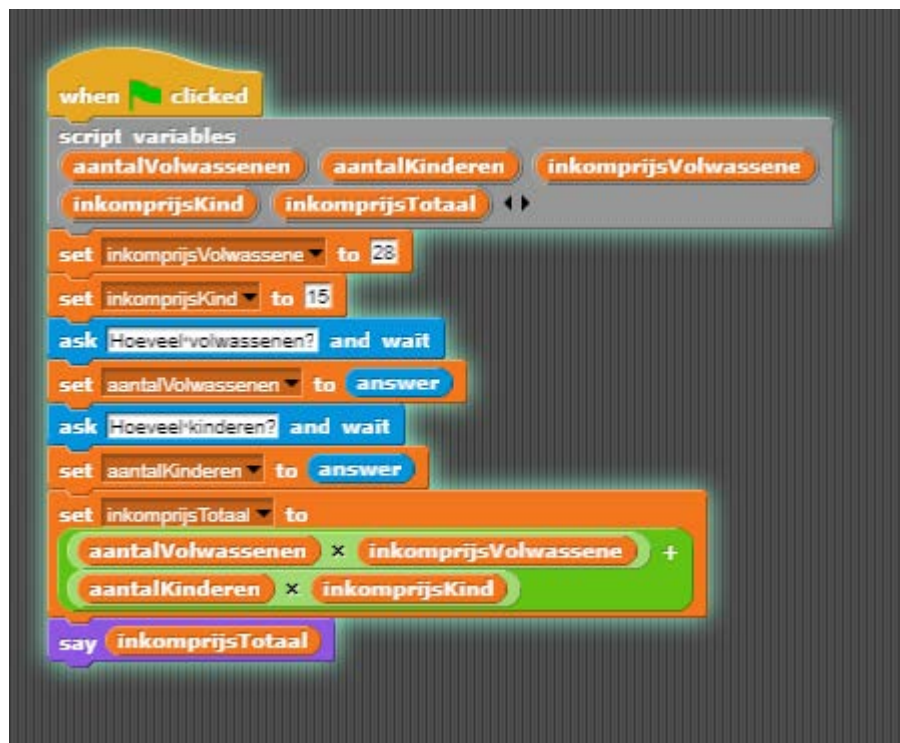 when clicked
script variables
aantalVolwassenen aantalKinderen inkomprijsVolwassene
inkomprijsKind inkomprijsTotaal
set inkomprijsVolwassene to 28
set inkomprijsKind to 15
ask Hoeveel volwassenen? and wait
set aantalVolwassenen to answer
ask Hoeveel kinderen? and wait
set aantalKinderen to answer
set inkomprijsTotaal to
aantalVolwassenen × inkomprijsVolwassene +
aantalKinderen × inkomprijsKind
say inkomprijsTotaal